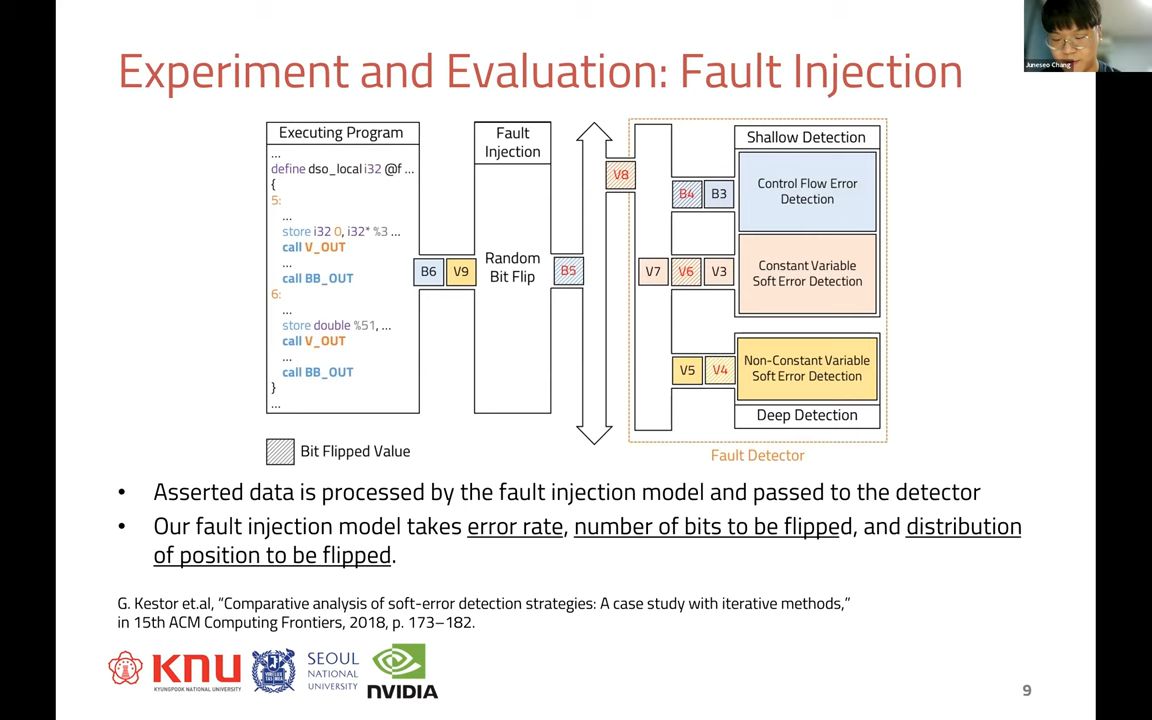 Experiment and Evaluation: Fault Injection
Juneseo Chang
Executing Program
...
define dso_local i32 @f ...
{
5:
...
store i32 0, i32* %3 ...
call V_OUT
...
call BB_OUT
6:
...
store double %51, ...
call V_OUT
...
call BB_OUT
}
...
B6 V9
Fault
Injection
Random
Bit Flip
B5
V8
B4 B3
V7 V6 V3
V5 V4
Shallow Detection
Control Flow Error
Detection
Constant Variable
Soft Error Detection
Non-Constant Variable
Soft Error Detection
Deep Detection
Fault Detector
Bit Flipped Value
• Asserted data is processed by the fault injection model and passed to the detector
• Our fault injection model takes error rate, number of bits to be flipped, and distribution
of position to be flipped.
G. Kestor et.al, “Comparative analysis of soft-error detection strategies: A case study with iterative methods,”
in 15th ACM Computing Frontiers, 2018, p. 173–182.
KNU
KYUNGPOOK NATIONAL UNIVERSITY
SEOUL
NATIONAL
UNIVERSITY
NVIDIA
9